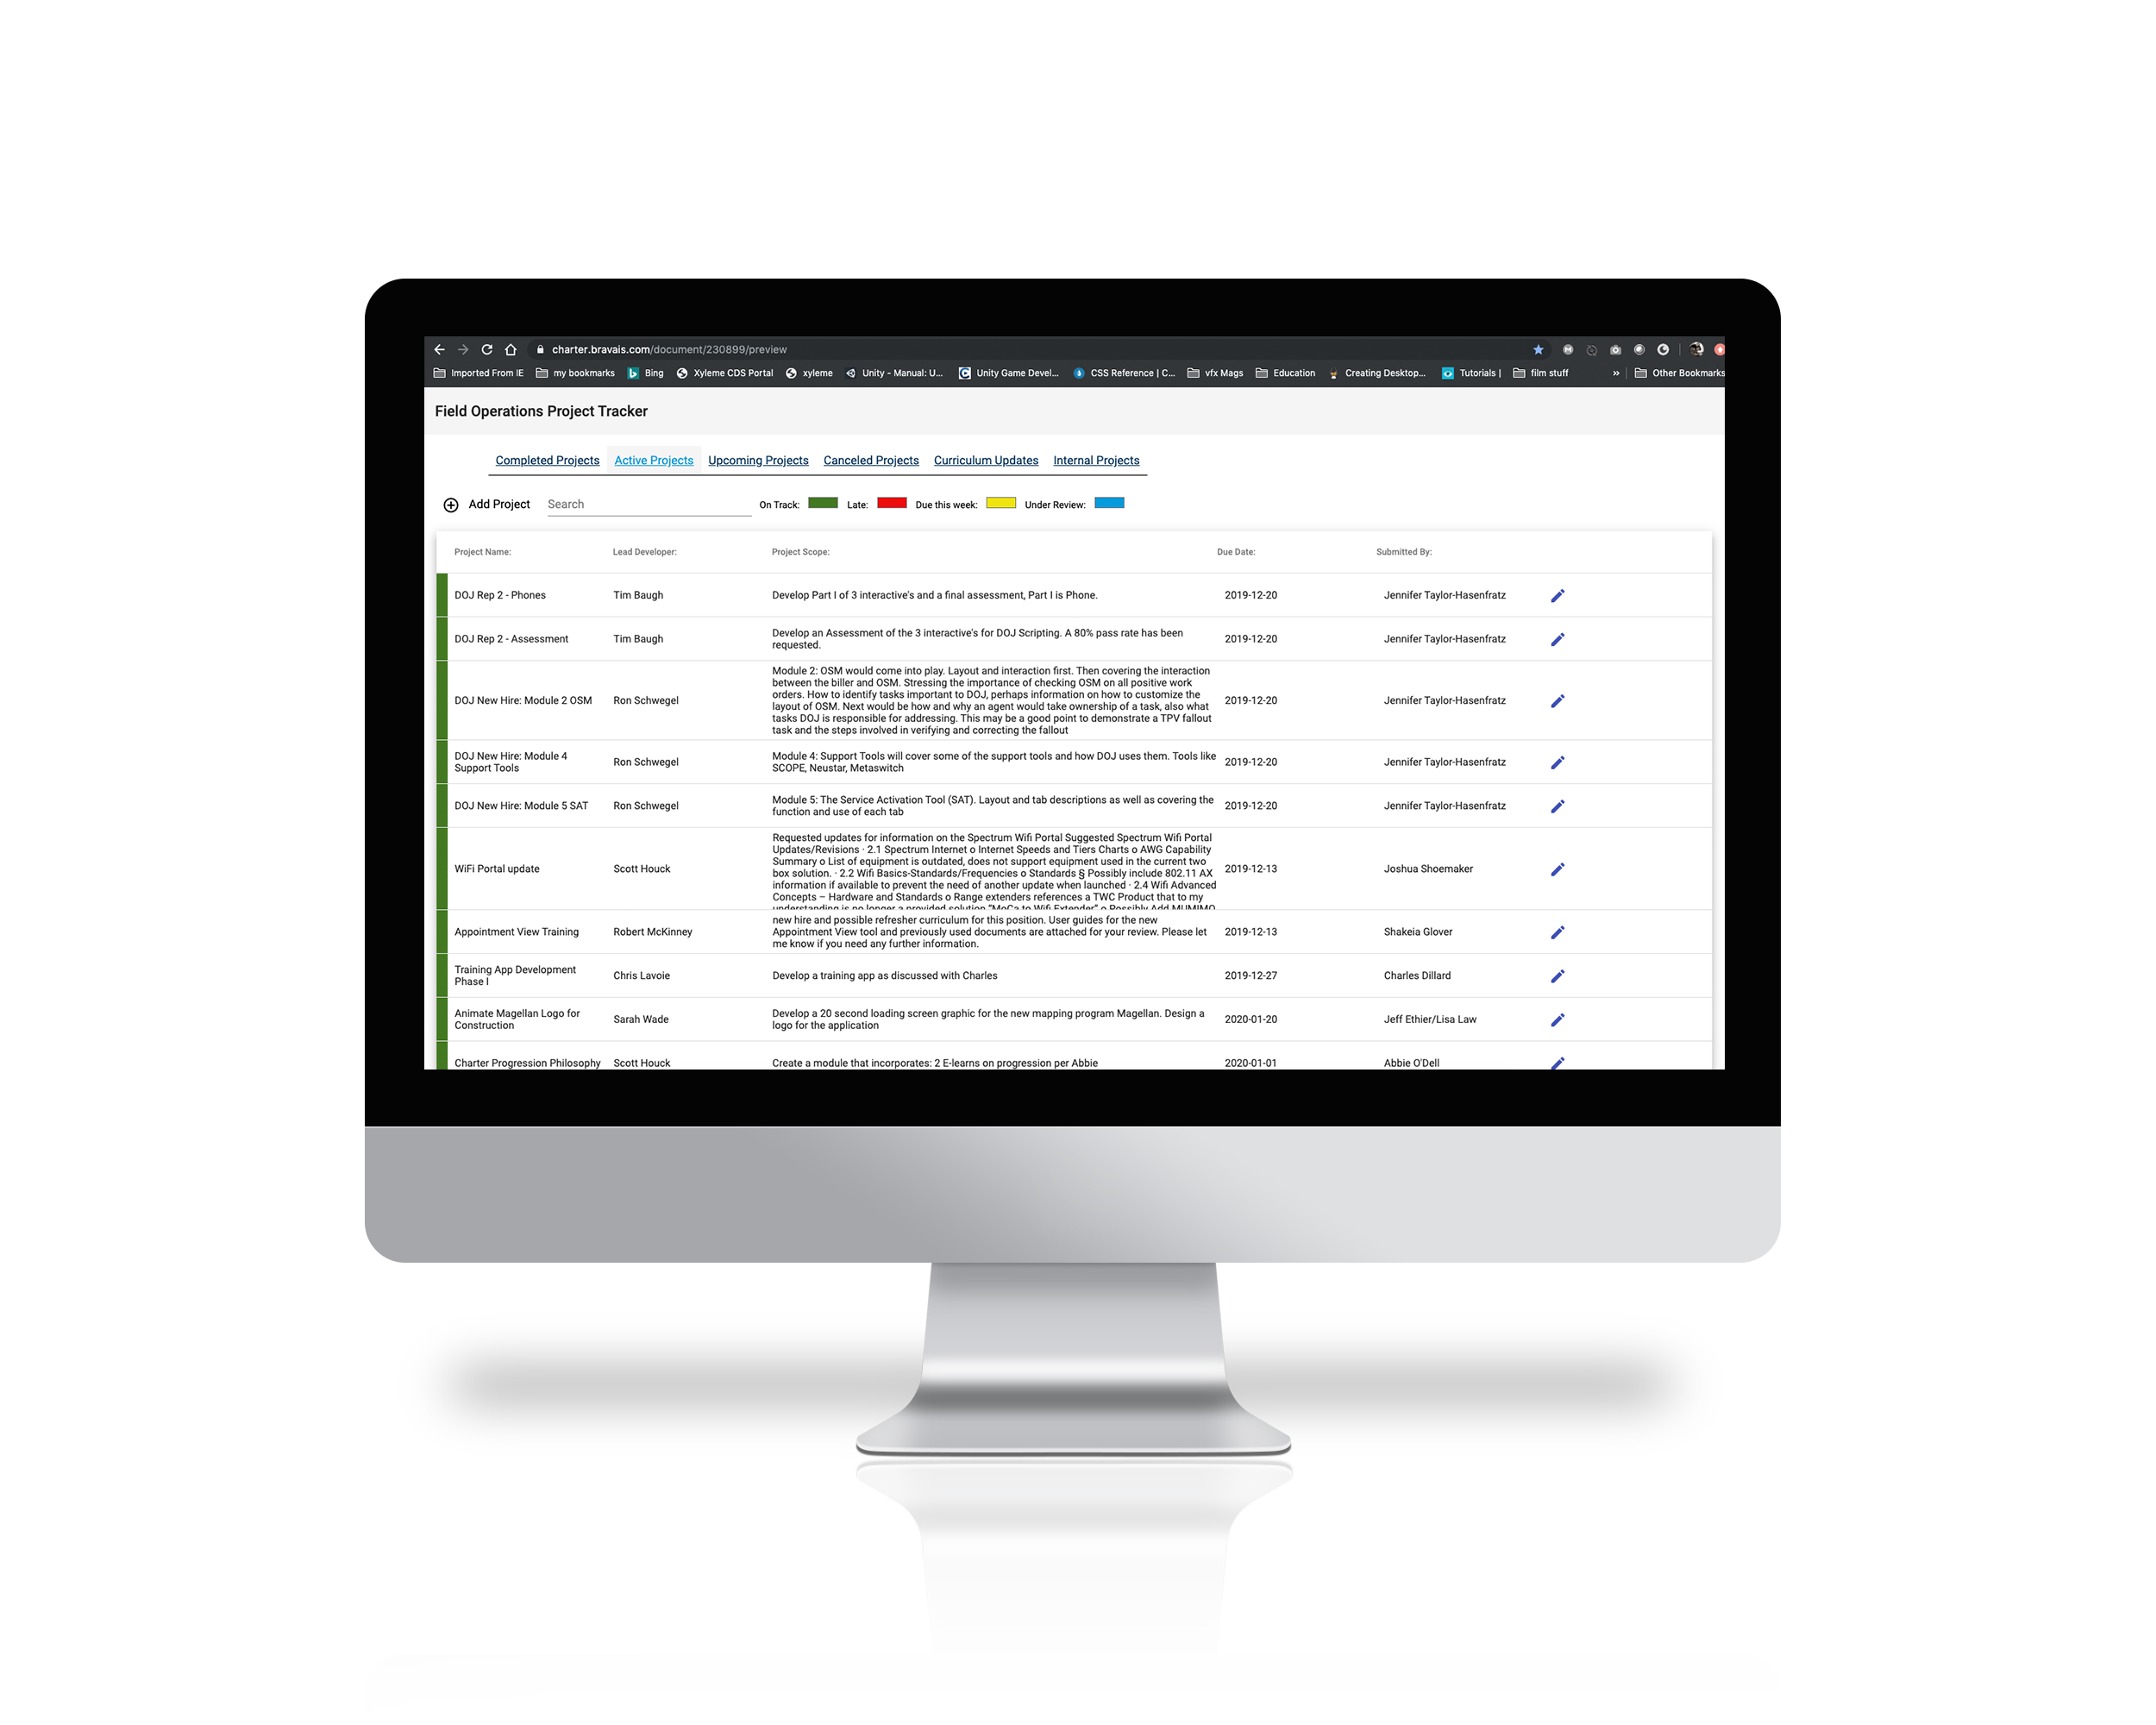 charter.bravais.com/document/230899/preview
Imported From IE my bookmarks Bing Xyleme CDS Portal xyleme Unity - Manual: U... Unity Game Devel... CSS Reference | C... vfx Mags Education Creating Desktop... Tutorials | film stuff » Other Bookmarks
Field Operations Project Tracker
Completed Projects Active Projects Upcoming Projects Canceled Projects Curriculum Updates Internal Projects
Add Project Search On Track: Late: Due this week: Under Review:
Project Name: Lead Developer: Project Scope: Due Date: Submitted By:
DOJ Rep 2 - Phones Tim Baugh Develop Part I of 3 interactive's and a final assessment, Part I is Phone. 2019-12-20 Jennifer Taylor-Hasenfratz
DOJ Rep 2 - Assessment Tim Baugh Develop an Assessment of the 3 interactive's for DOJ Scripting. A 80% pass rate has been
requested. 2019-12-20 Jennifer Taylor-Hasenfratz
Module 2: OSM would come into play. Layout and interaction first. Then covering the interaction
between the biller and OSM. Stressing the importance of checking OSM on all positive work
orders. How to identify tasks important to DOJ, perhaps information on how to customize the
DOJ New Hire: Module 2 OSM Ron Schwegel layout of OSM. Next would be how and why an agent would take ownership of a task, also what 2019-12-20 Jennifer Taylor-Hasenfratz
tasks DOJ is responsible for addressing. This may be a good point to demonstrate a TPV fallout
task and the steps involved in verifying and correcting the fallout
DOJ New Hire: Module 4
Support Tools Ron Schwegel Module 4: Support Tools will cover some of the support tools and how DOJ uses them. Tools like
SCOPE, Neustar, Metaswitch 2019-12-20 Jennifer Taylor-Hasenfratz
DOJ New Hire: Module 5 SAT Ron Schwegel Module 5: The Service Activation Tool (SAT). Layout and tab descriptions as well as covering the
function and use of each tab 2019-12-20 Jennifer Taylor-Hasenfratz
Requested updates for information on the Spectrum Wifi Portal Suggested Spectrum Wifi Portal
Updates/Revisions · 2.1 Spectrum Internet o Internet Speeds and Tiers Charts o AWG Capability
Summary o List of equipment is outdated, does not support equipment used in the current two
WiFi Portal update Scott Houck box solution. · 2.2 Wifi Basics-Standards/Frequencies o Standards § Possibly include 802.11 AX 2019-12-13 Joshua Shoemaker
information if available to prevent the need of another update when launched · 2.4 Wifi Advanced
Concepts – Hardware and Standards o Range extenders references a TWC Product that to my
understanding is no longer a provided solution "MoCa to Wifi Extender" o Possibly Add MUMIMO
new hire and possible refresher curriculum for this position. User guides for the new
Appointment View Training Robert McKinney Appointment View tool and previously used documents are attached for your review. Please let 2019-12-13 Shakeia Glover
me know if you need any further information.
Training App Development
Phase I Chris Lavoie Develop a training app as discussed with Charles 2019-12-27 Charles Dillard
Animate Magellan Logo for
Construction Sarah Wade Develop a 20 second loading screen graphic for the new mapping program Magellan. Design a
logo for the application 2020-01-20 Jeff Ethier/Lisa Law
Charter Progression Philosophy Scott Houck Create a module that incorporates: 2 E-learns on progression per Abbie 2020-01-01 Abbie O'Dell